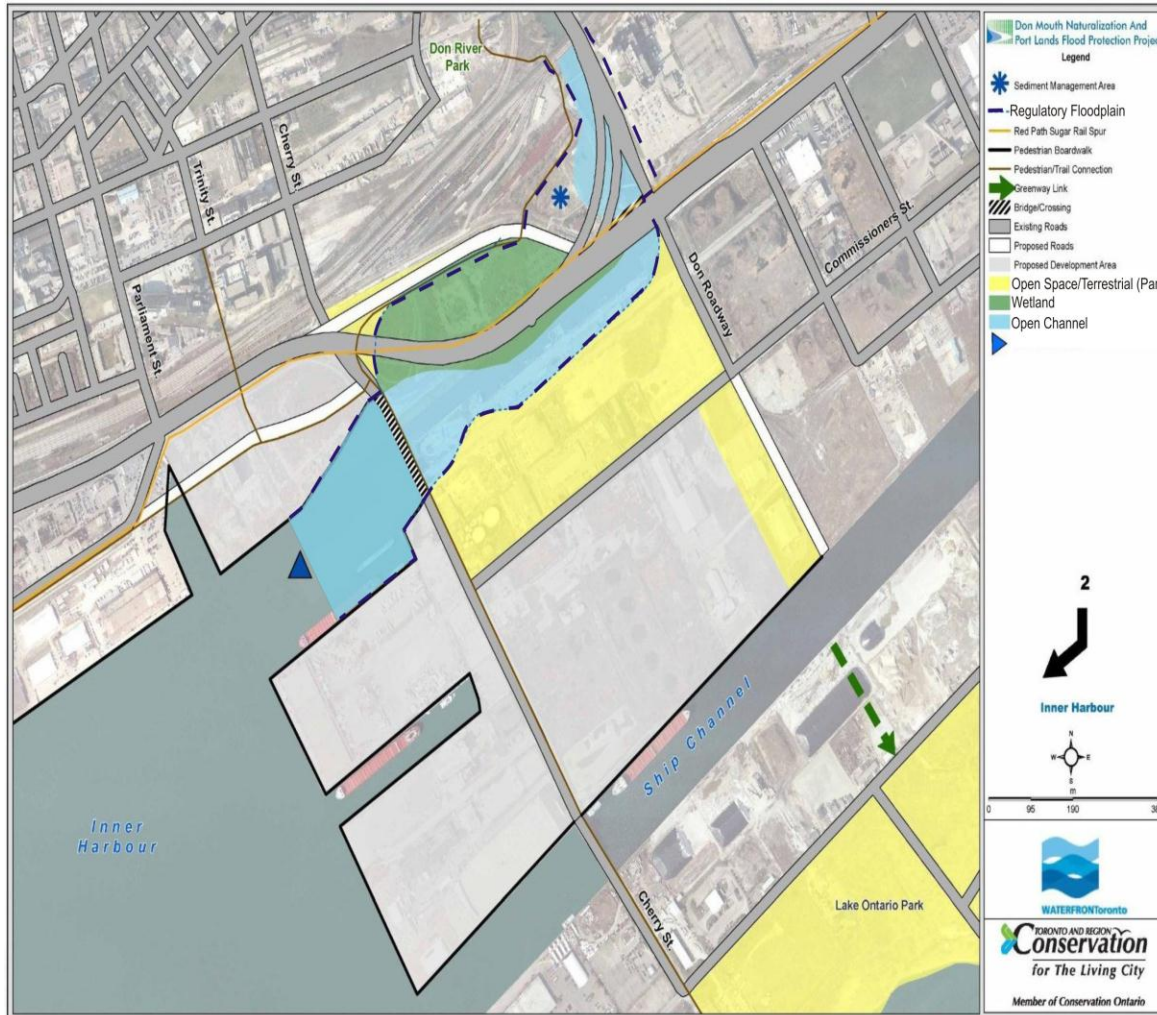 Don River
Park
Cherry St.
Trinity St.
Parliament St.
Don Roadway
Commissioners St.
Ship Channel
Inner
Harbour
Cherry St.
Lake Ontario Park
Don Mouth Naturalization And
Port Lands Flood Protection Projec
Legend
Sediment Management Area
Regulatory Floodplain
Red Path Sugar Rail Spur
Pedestrian Boardwalk
Pedestrian/Trail Connection
Greenway Link
Bridge/Crossing
Existing Roads
Proposed Roads
Proposed Development Area
Open Space/Terrestrial (Par
Wetland
Open Channel
2
Inner Harbour
N
W E
S
m
0 95 190 38
WATERFRONToronto
TORONTO AND REGION
Conservation
for The Living City
Member of Conservation Ontario